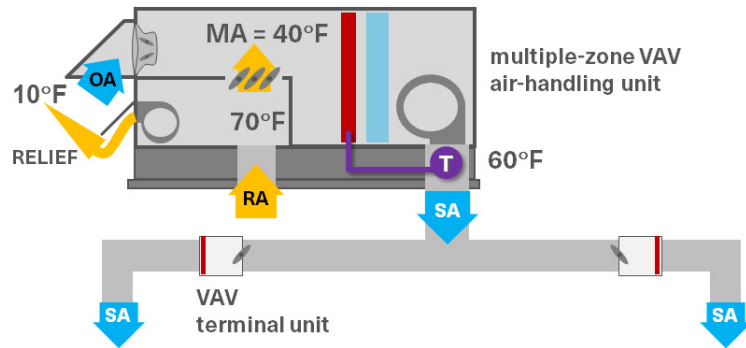 MA = 40°F
multiple-zone VAV
air-handling unit
OA
10°F
70°F
RELIEF
T
60°F
RA
SA
VAV
terminal unit
SA
SA